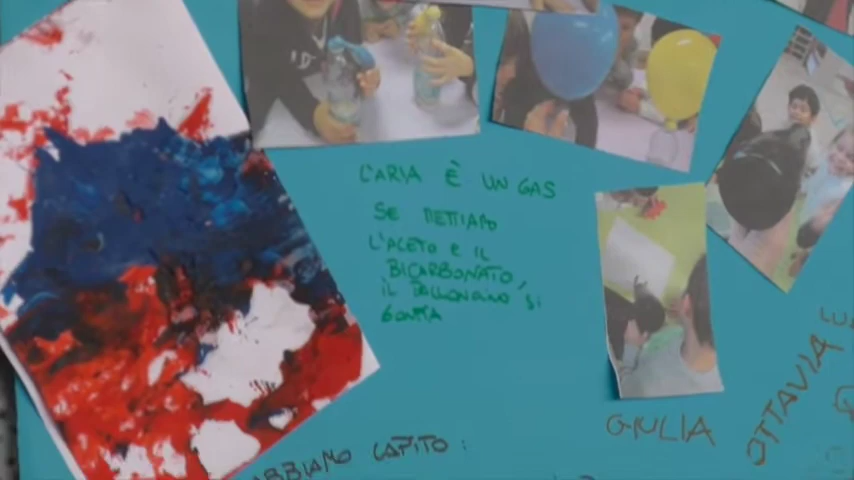 L'ARIA È UN GAS
SE METTIAMO
L'ACETO E IL
BICARBONATO,
IL PALLONCINO SI
GONFIA
GIULIA
OTTAVIA
ABBIAMO CAPITO: